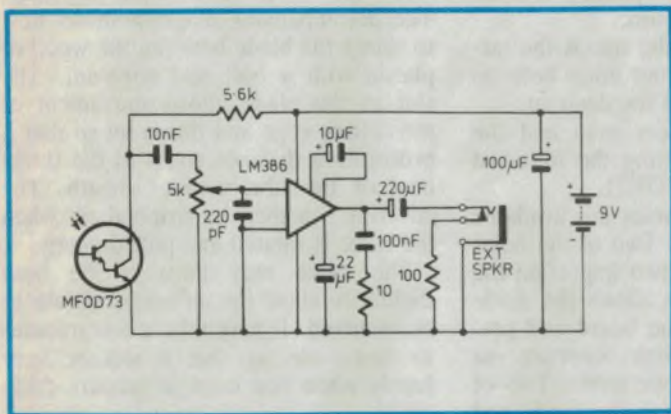 5·6k
10nF
10µF
LM386
5k
220
pF
220µF
100µF
9V
100nF
22
µF
100
EXT
SPKR
10
MFOD73
+
+
+
+
+